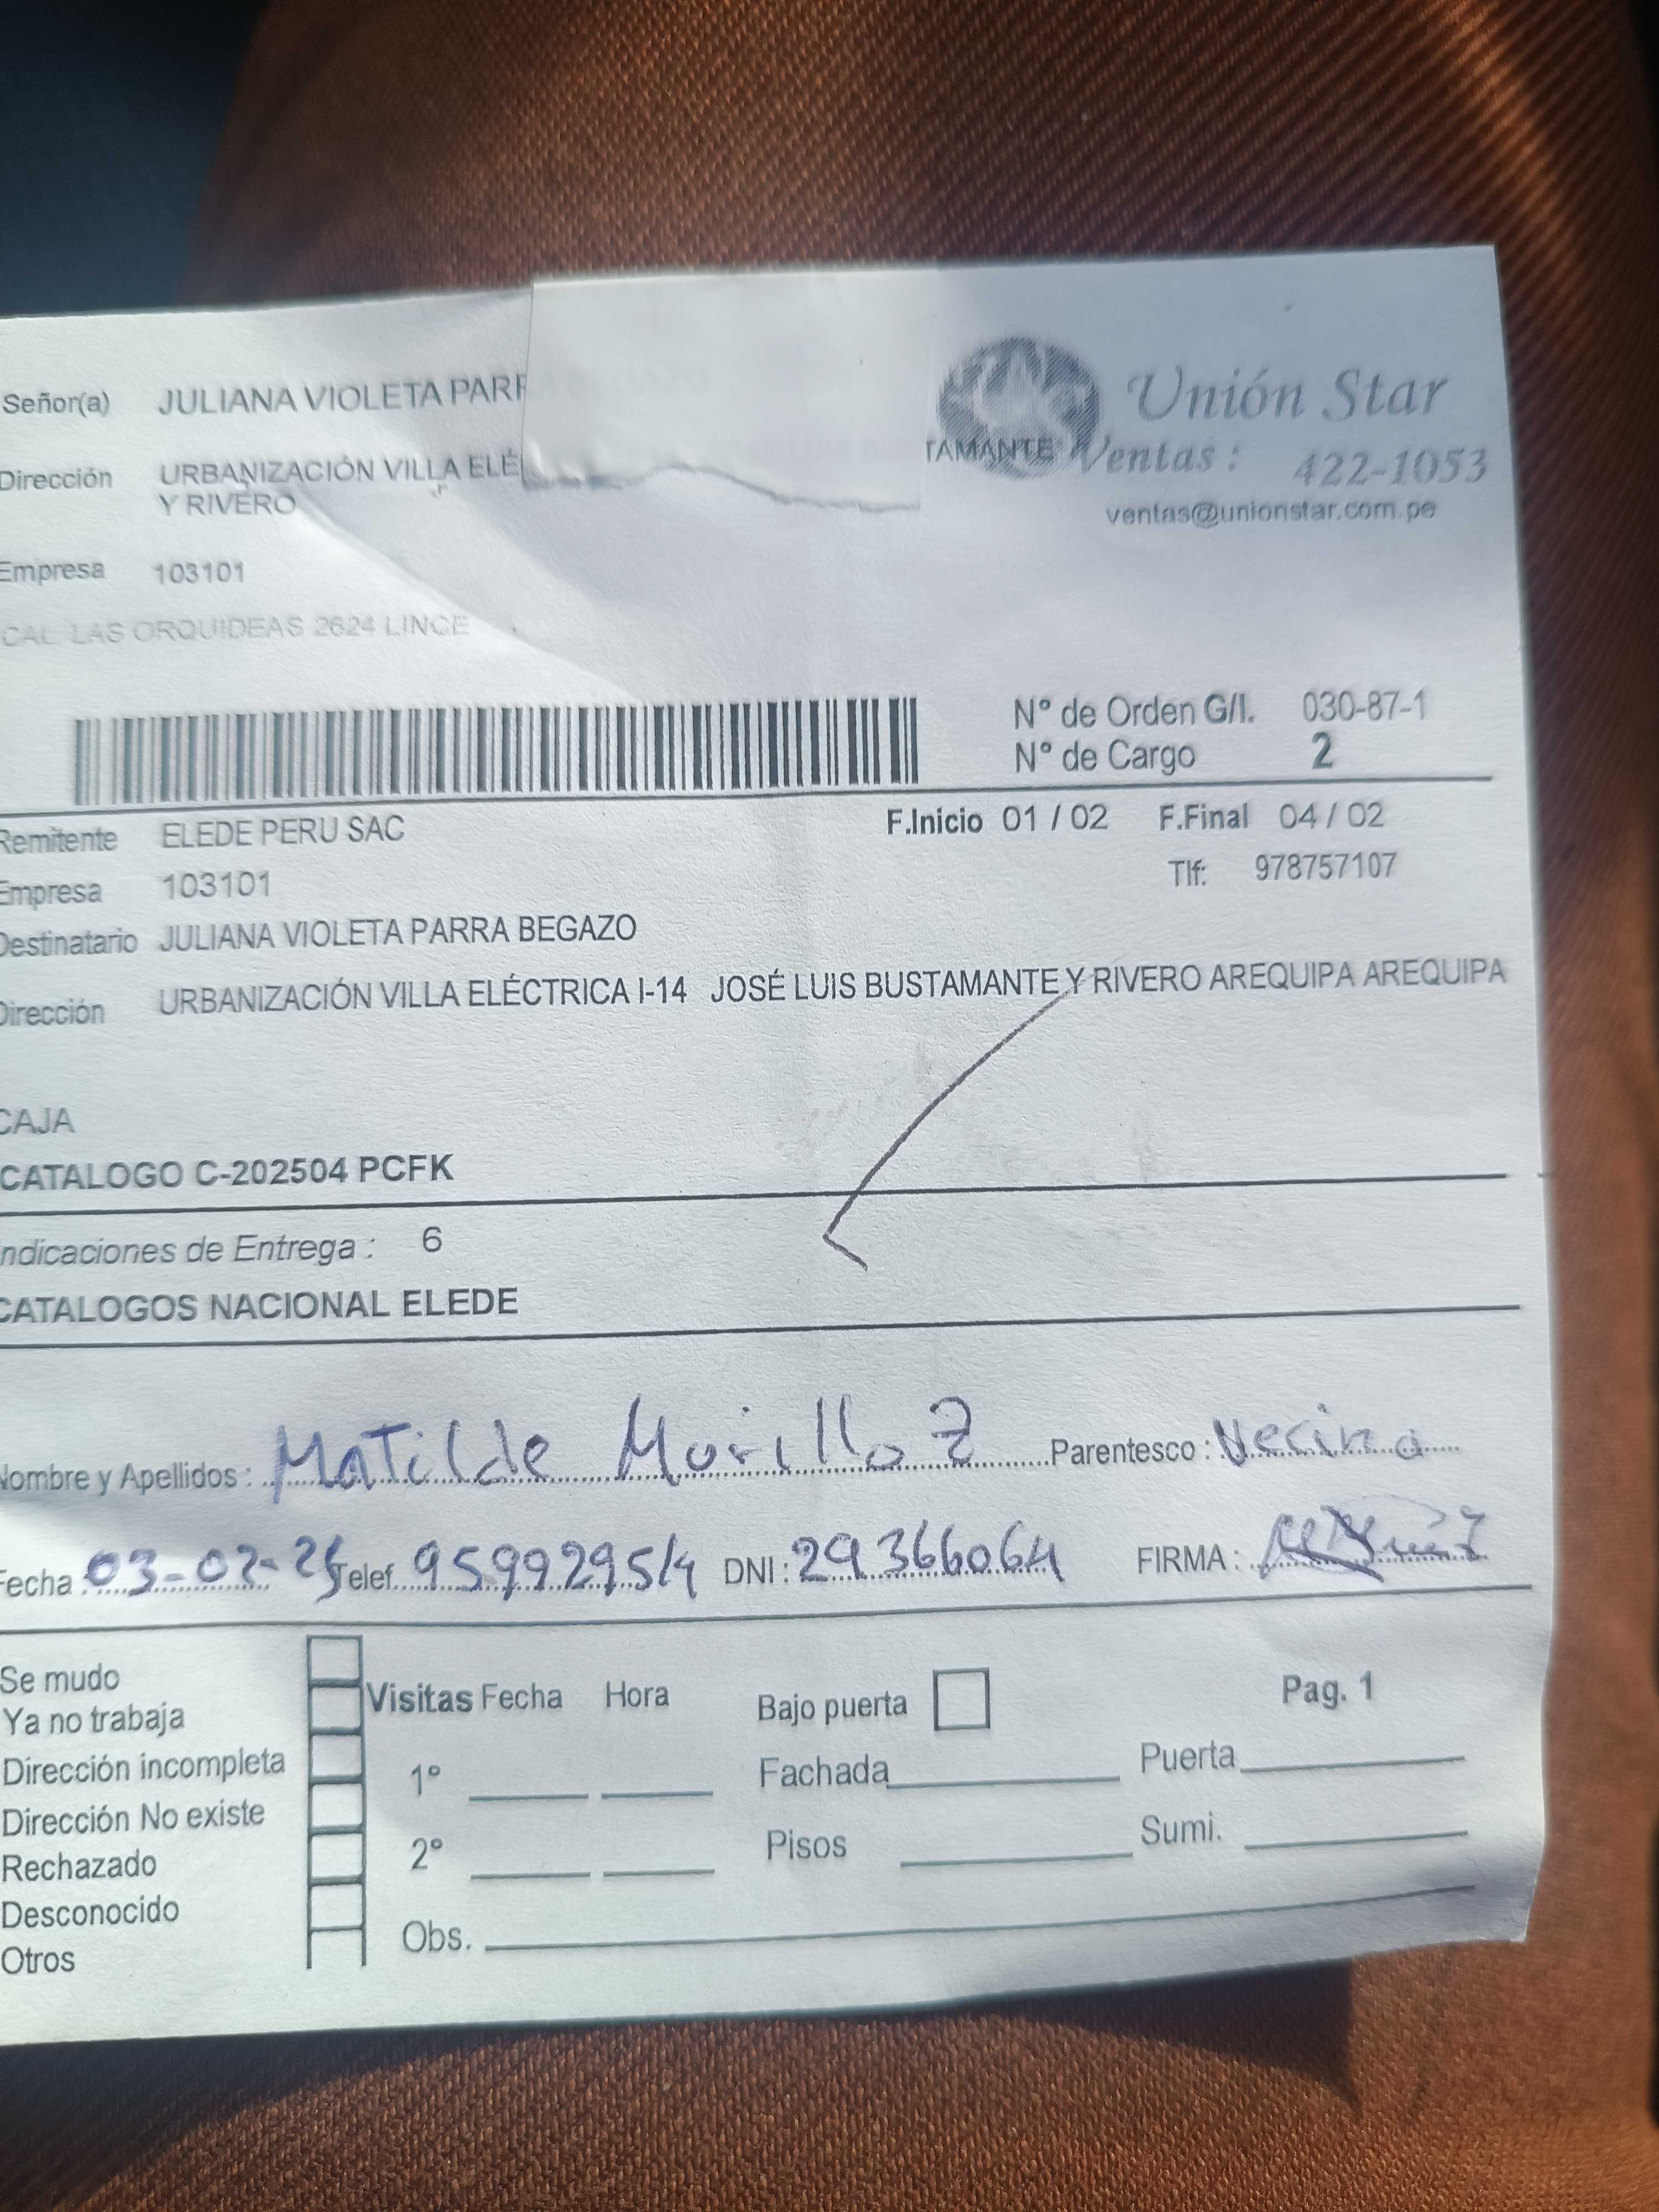 Señor(a) JULIANA VIOLETA PARR
Unión Star
Dirección URBANIZACIÓN VILLA ELÉ TAMANTE
Y RIVERO
Ventas : 422-1053
ventas@unionstar.com.pe
Empresa 103101
CAL. LAS ORQUIDEAS 2624 LINCE
Nº de Orden G/I. 030-87-1
Nº de Cargo 2
Remitente ELEDE PERU SAC F.Inicio 01 / 02 F.Final 04 / 02
Empresa 103101 Tlf: 978757107
Destinatario JULIANA VIOLETA PARRA BEGAZO
Dirección URBANIZACIÓN VILLA ELÉCTRICA I-14 JOSÉ LUIS BUSTAMANTE Y RIVERO AREQUIPA AREQUIPA
CAJA
CATALOGO C-202504 PCFK
Indicaciones de Entrega : 6
CATALOGOS NACIONAL ELEDE
Nombre y Apellidos : Matilde Murillo Z Parentesco : Vecina
Fecha 03-02-25 Telef. 959929514 DNI : 29366064 FIRMA :
Se mudo
Ya no trabaja
Dirección incompleta
Dirección No existe
Rechazado
Desconocido
Otros
Visitas Fecha Hora Bajo puerta Pag. 1
1º Fachada Puerta
2º Pisos Sumi.
Obs.